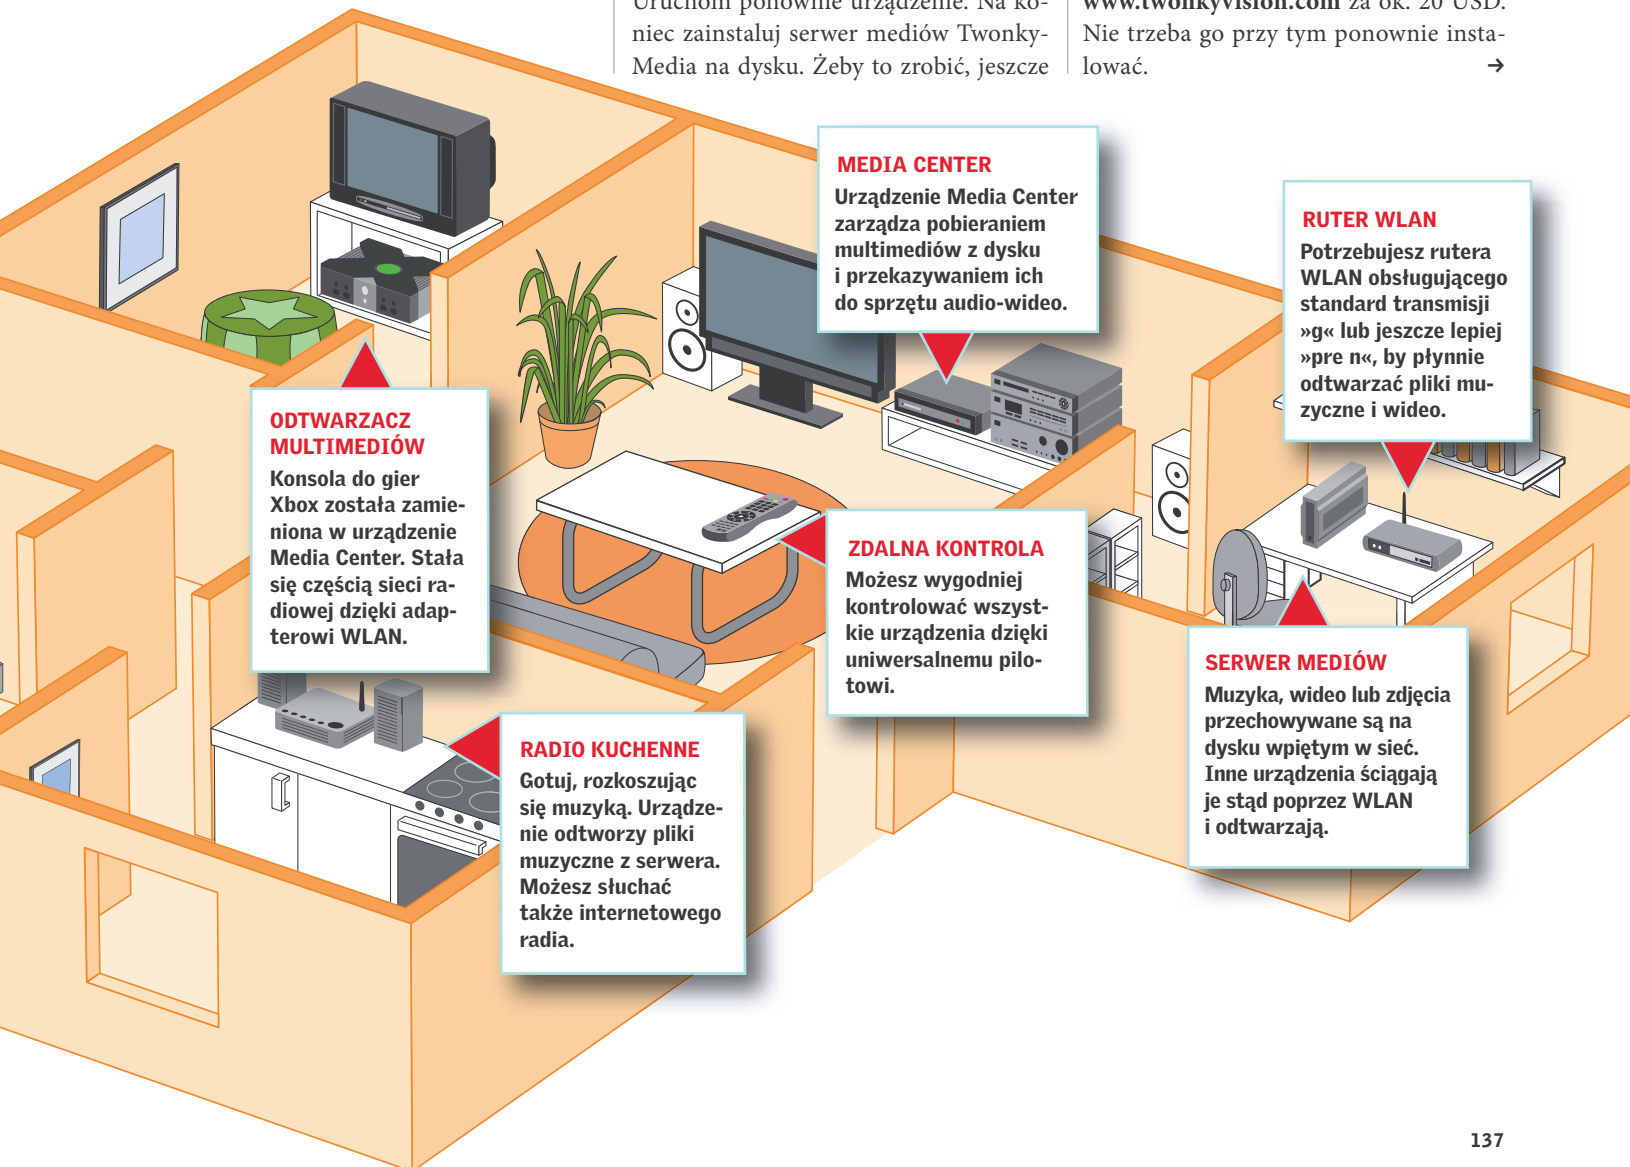 Uruchom ponownie urządzenie. Na ko-
niec zainstaluj serwer mediów Twonky-
Media na dysku. Żeby to zrobić, jeszcze
www.twonkyvision.com za ok. 20 USD.
Nie trzeba go przy tym ponownie insta-
lować. →
MEDIA CENTER
Urządzenie Media Center
zarządza pobieraniem
multimediów z dysku
i przekazywaniem ich
do sprzętu audio-wideo.
RUTER WLAN
Potrzebujesz rutera
WLAN obsługującego
standard transmisji
»g« lub jeszcze lepiej
»pre n«, by płynnie
odtwarzać pliki mu-
zyczne i wideo.
ODTWARZACZ
MULTIMEDIÓW
Konsola do gier
Xbox została zamie-
niona w urządzenie
Media Center. Stała
się częścią sieci ra-
diowej dzięki adap-
terowi WLAN.
ZDALNA KONTROLA
Możesz wygodniej
kontrolować wszyst-
kie urządzenia dzięki
uniwersalnemu pilo-
towi.
SERWER MEDIÓW
Muzyka, wideo lub zdjęcia
przechowywane są na
dysku wpiętym w sieć.
Inne urządzenia ściągają
je stąd poprzez WLAN
i odtwarzają.
RADIO KUCHENNE
Gotuj, rozkoszując
się muzyką. Urządze-
nie odtworzy pliki
muzyczne z serwera.
Możesz słuchać
także internetowego
radia.
137